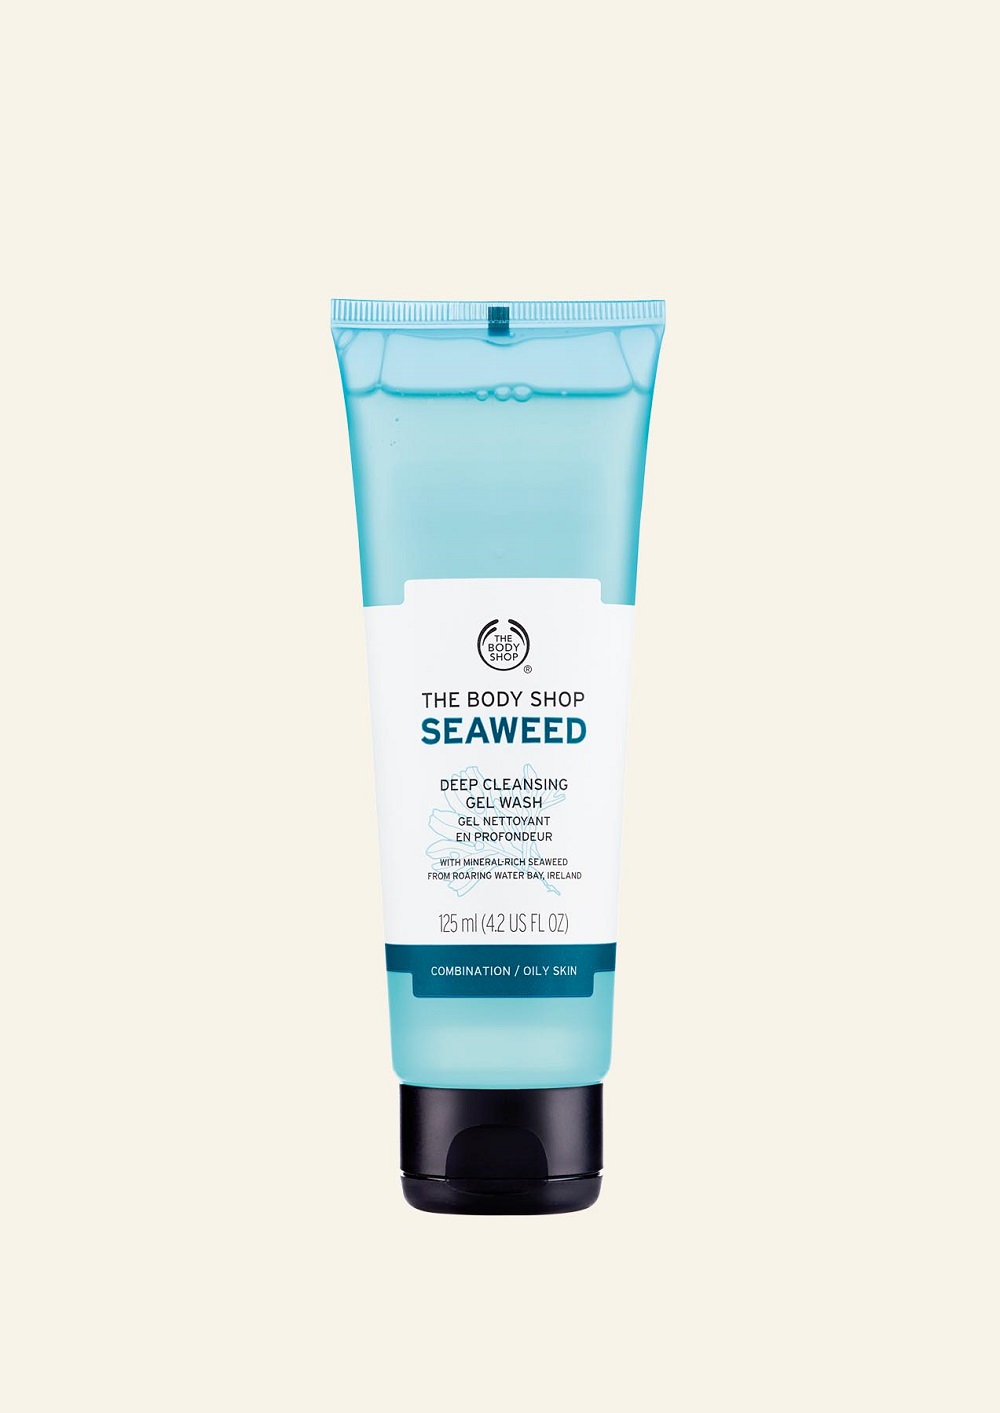 THE
BODY
SHOP
®
THE BODY SHOP
SEAWEED
DEEP CLEANSING
GEL WASH
GEL NETTOYANT
EN PROFONDEUR
WITH MINERAL-RICH SEAWEED
FROM ROARING WATER BAY, IRELAND
125 ml (4.2 US FL OZ)
COMBINATION / OILY SKIN